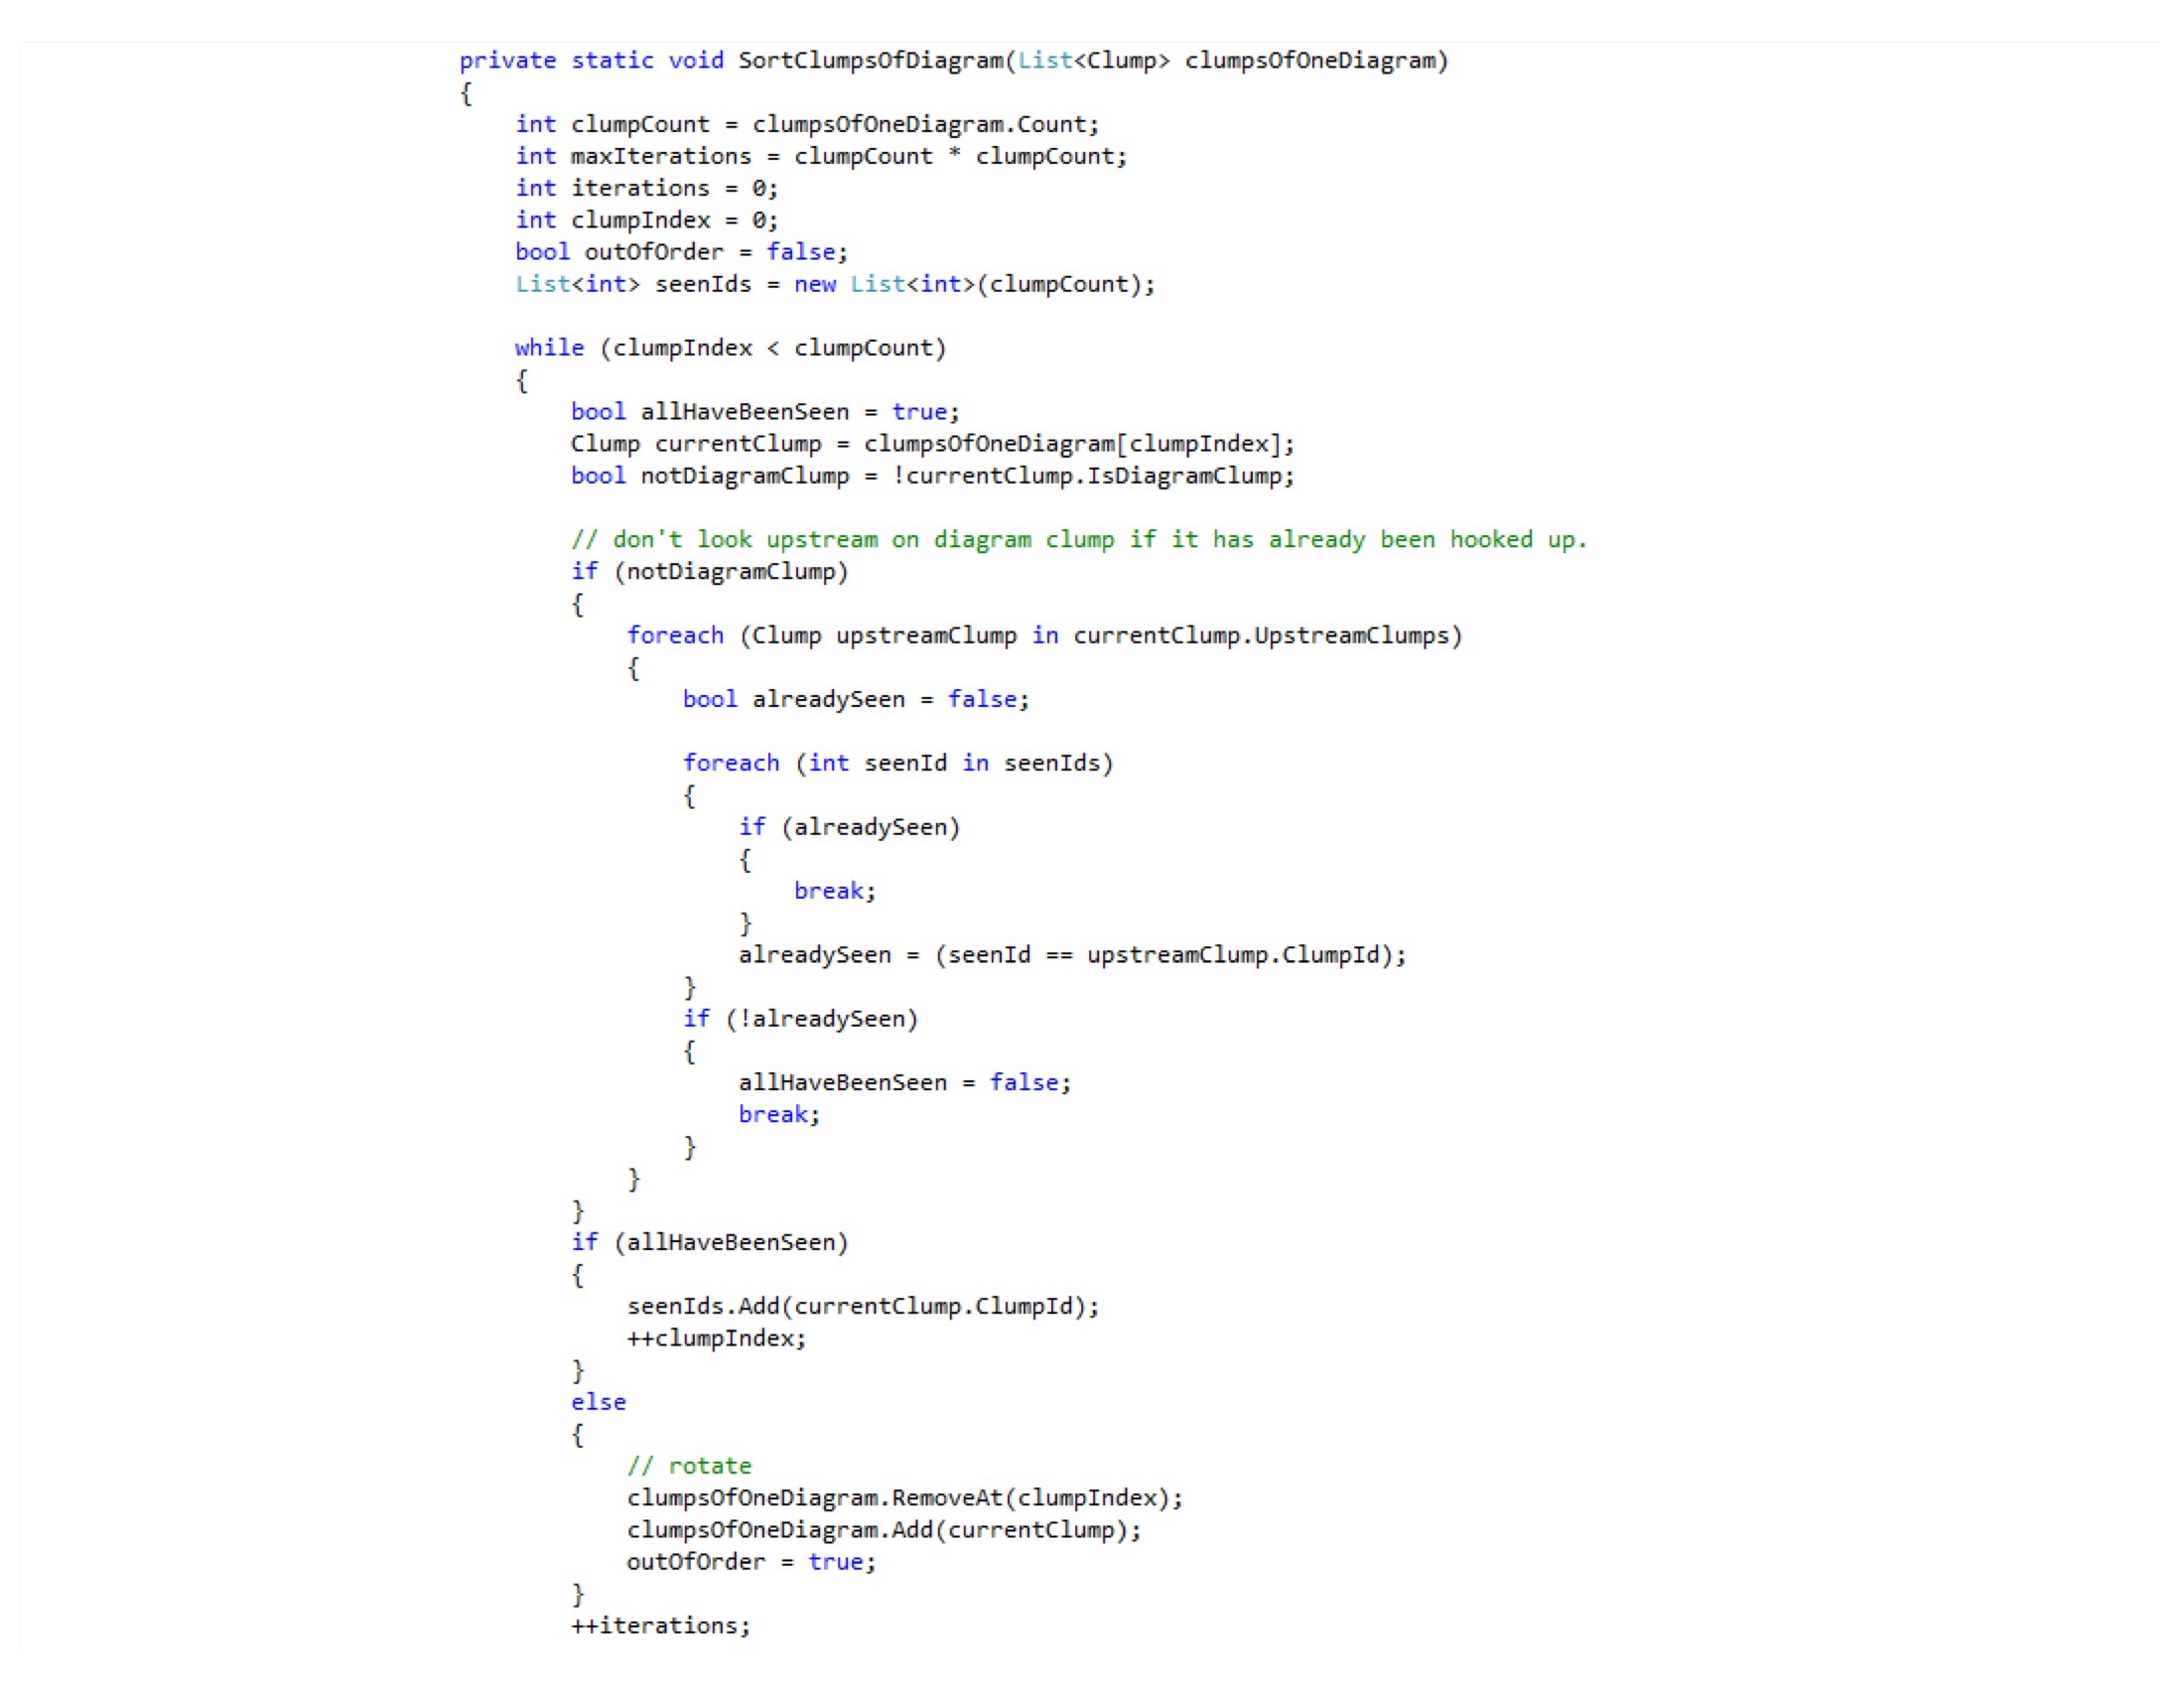 private static void SortClumpsOfDiagram(List<Clump> clumpsOfOneDiagram)
{
int clumpCount = clumpsOfOneDiagram.Count;
int maxIterations = clumpCount * clumpCount;
int iterations = 0;
int clumpIndex = 0;
bool outOfOrder = false;
List<int> seenIds = new List<int>(clumpCount);
while (clumpIndex < clumpCount)
{
bool allHaveBeenSeen = true;
Clump currentClump = clumpsOfOneDiagram[clumpIndex];
bool notDiagramClump = !currentClump.IsDiagramClump;
// don't look upstream on diagram clump if it has already been hooked up.
if (notDiagramClump)
{
foreach (Clump upstreamClump in currentClump.UpstreamClumps)
{
bool alreadySeen = false;
foreach (int seenId in seenIds)
{
if (alreadySeen)
{
break;
}
alreadySeen = (seenId == upstreamClump.ClumpId);
}
if (!alreadySeen)
{
allHaveBeenSeen = false;
break;
}
}
}
if (allHaveBeenSeen)
{
seenIds.Add(currentClump.ClumpId);
++clumpIndex;
}
else
{
// rotate
clumpsOfOneDiagram.RemoveAt(clumpIndex);
clumpsOfOneDiagram.Add(currentClump);
outOfOrder = true;
}
++iterations;